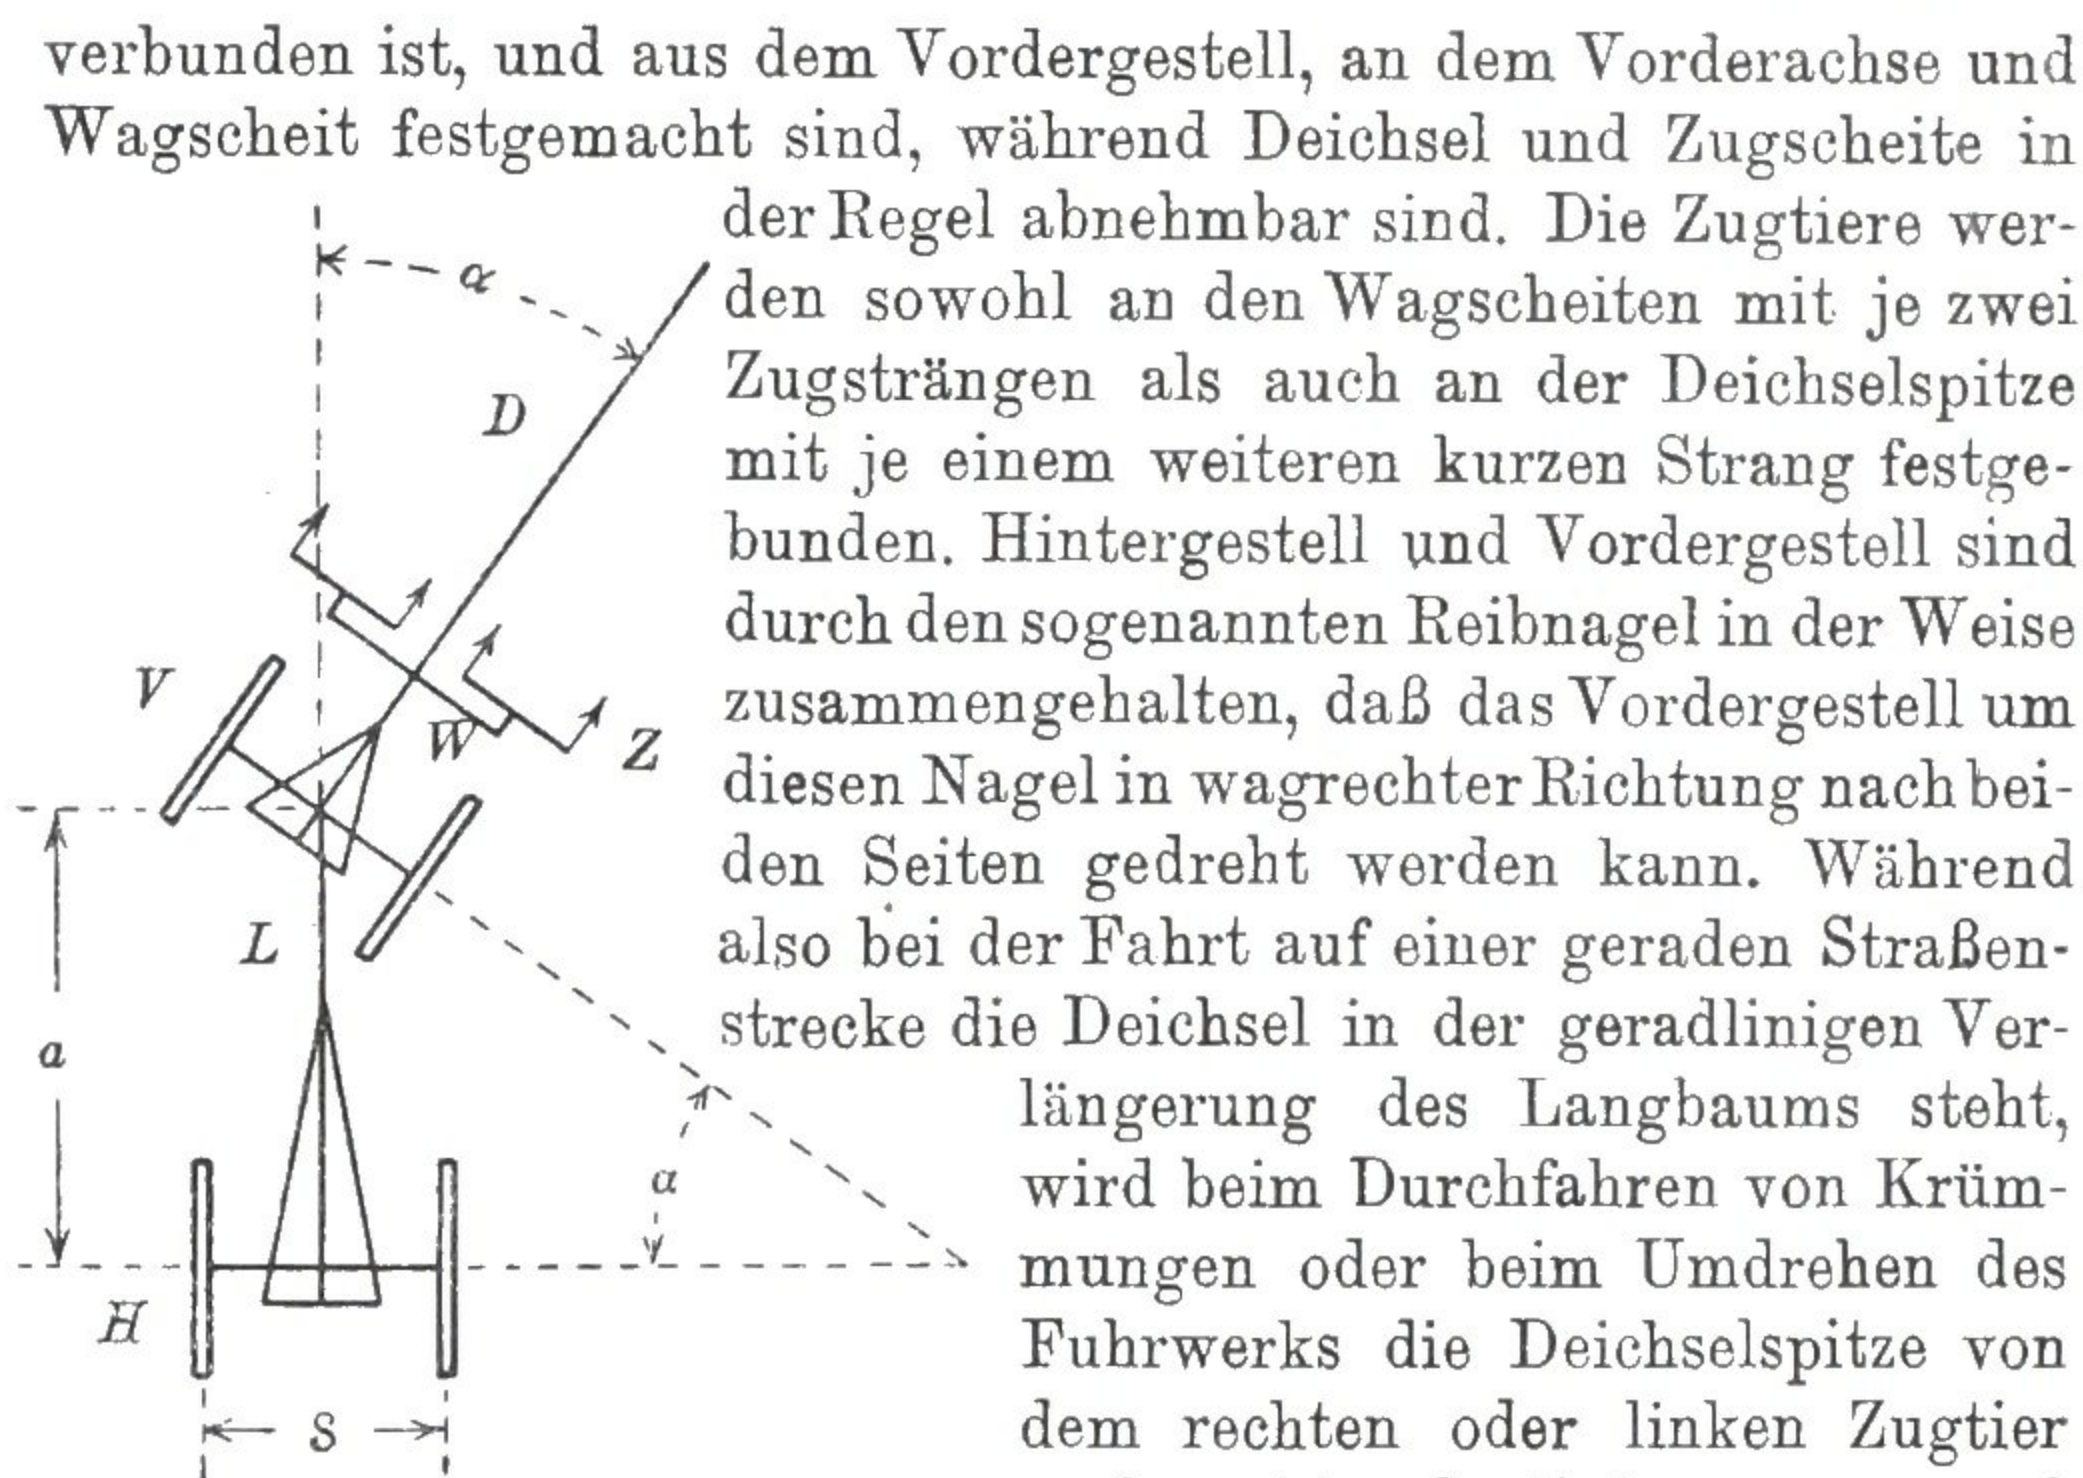 verbunden ist, und aus dem Vordergestell, an dem Vorderachse und
Wagscheit festgemacht sind, während Deichsel und Zugscheite in
der Regel abnehmbar sind. Die Zugtiere wer-
den sowohl an den Wagscheiten mit je zwei
Zugsträngen als auch an der Deichselspitze
mit je einem weiteren kurzen Strang festge-
bunden. Hintergestell und Vordergestell sind
durch den sogenannten Reibnagel in der Weise
zusammengehalten, daß das Vordergestell um
diesen Nagel in wagrechter Richtung nach bei-
den Seiten gedreht werden kann. Während
also bei der Fahrt auf einer geraden Straßen-
strecke die Deichsel in der geradlinigen Ver-
längerung des Langbaums steht,
wird beim Durchfahren von Krüm-
mungen oder beim Umdrehen des
Fuhrwerks die Deichselspitze von
dem rechten oder linken Zugtier
α
D
V
W
Z
L
a
α
H
S